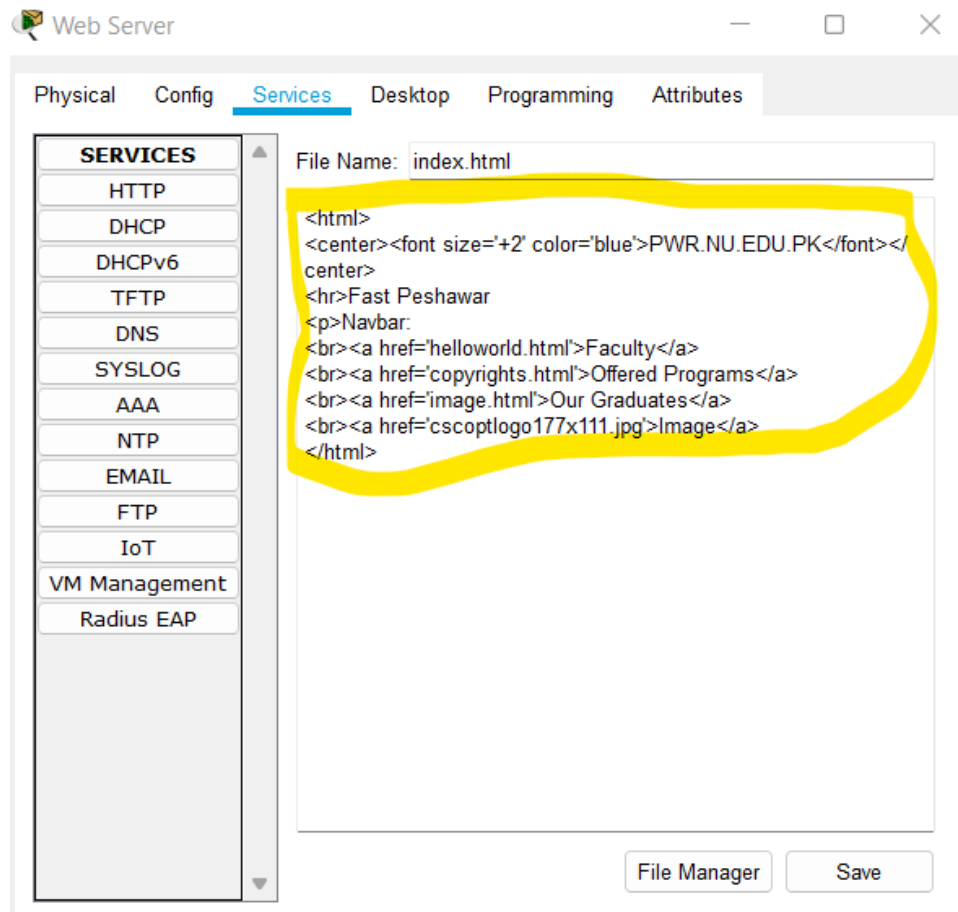 Web Server
Physical Config Services Desktop Programming Attributes
SERVICES
HTTP
DHCP
DHCPv6
TFTP
DNS
SYSLOG
AAA
NTP
EMAIL
FTP
IoT
VM Management
Radius EAP
File Name: index.html
<html>
<center><font size='+2' color='blue'>PWR.NU.EDU.PK</font></
center>
<hr>Fast Peshawar
<p>Navbar:
<br><a href='helloworld.html'>Faculty</a>
<br><a href='copyrights.html'>Offered Programs</a>
<br><a href='image.html'>Our Graduates</a>
<br><a href='cscoptlogo177x111.jpg'>Image</a>
</html>
File Manager Save